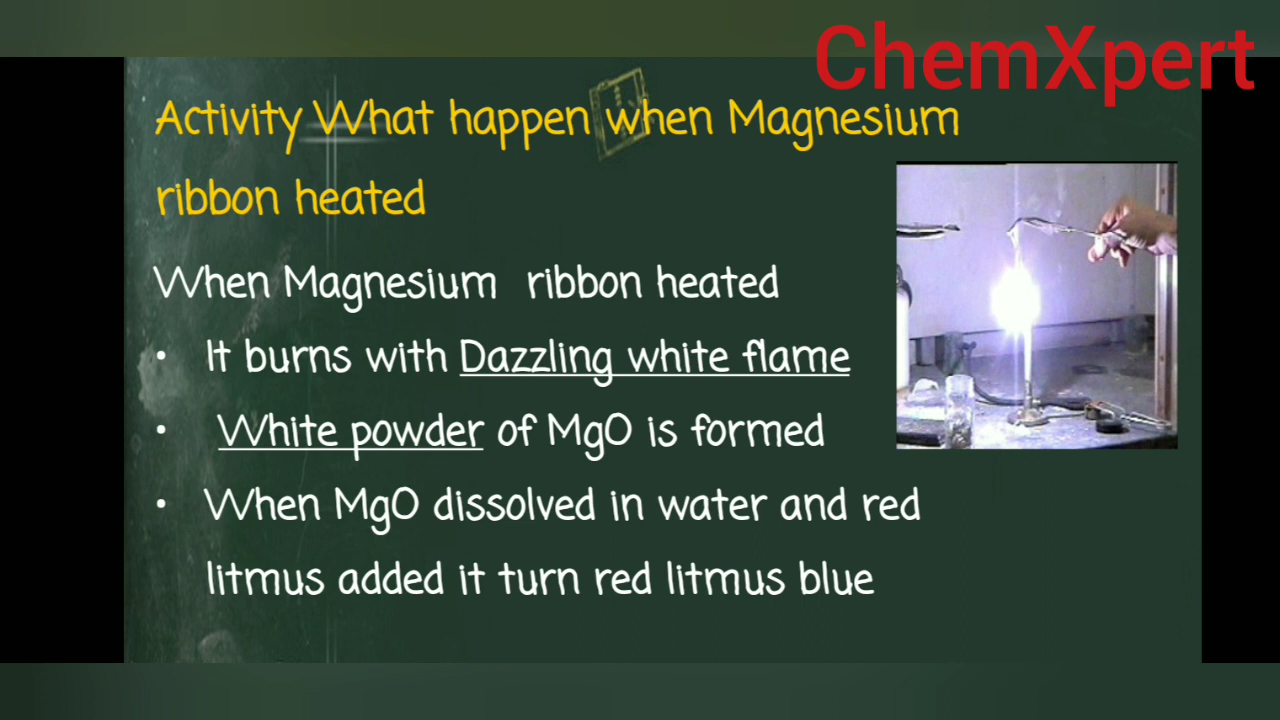 ChemXpert
Activity What happen when Magnesium
ribbon heated
When Magnesium ribbon heated
• It burns with Dazzling white flame
• White powder of MgO is formed
• When MgO dissolved in water and red
litmus added it turn red litmus blue